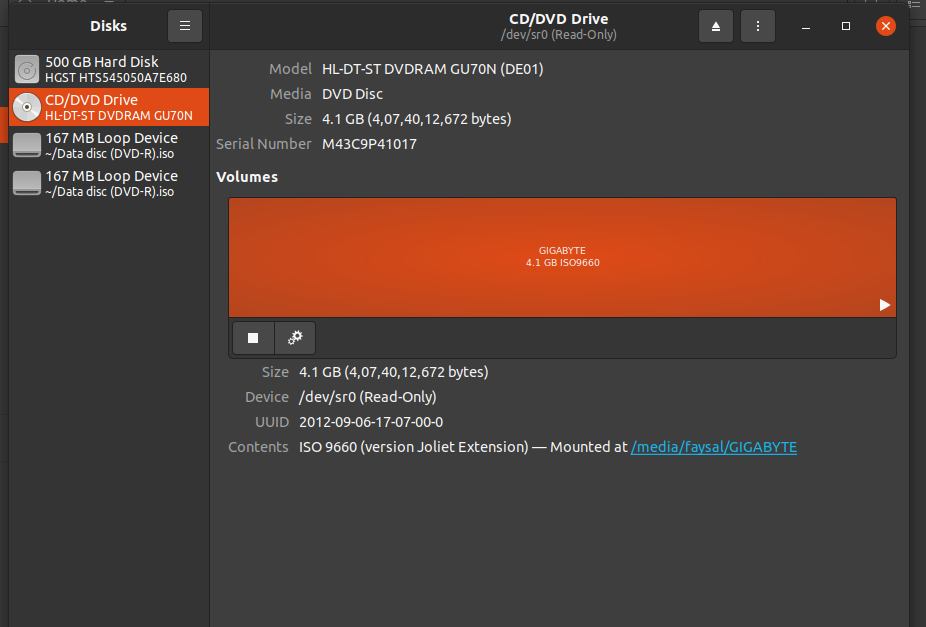 Disks
CD/DVD Drive
/dev/sr0 (Read-Only)
500 GB Hard Disk
HGST HTS545050A7E680
CD/DVD Drive
HL-DT-ST DVDRAM GU70N
167 MB Loop Device
~/Data disc (DVD-R).iso
167 MB Loop Device
~/Data disc (DVD-R).iso
Model HL-DT-ST DVDRAM GU70N (DE01)
Media DVD Disc
Size 4.1 GB (4,07,40,12,672 bytes)
Serial Number M43C9P41017
Volumes
GIGABYTE
4.1 GB ISO9660
Size 4.1 GB (4,07,40,12,672 bytes)
Device /dev/sr0 (Read-Only)
UUID 2012-09-06-17-07-00-0
Contents ISO 9660 (version Joliet Extension) — Mounted at /media/faysal/GIGABYTE